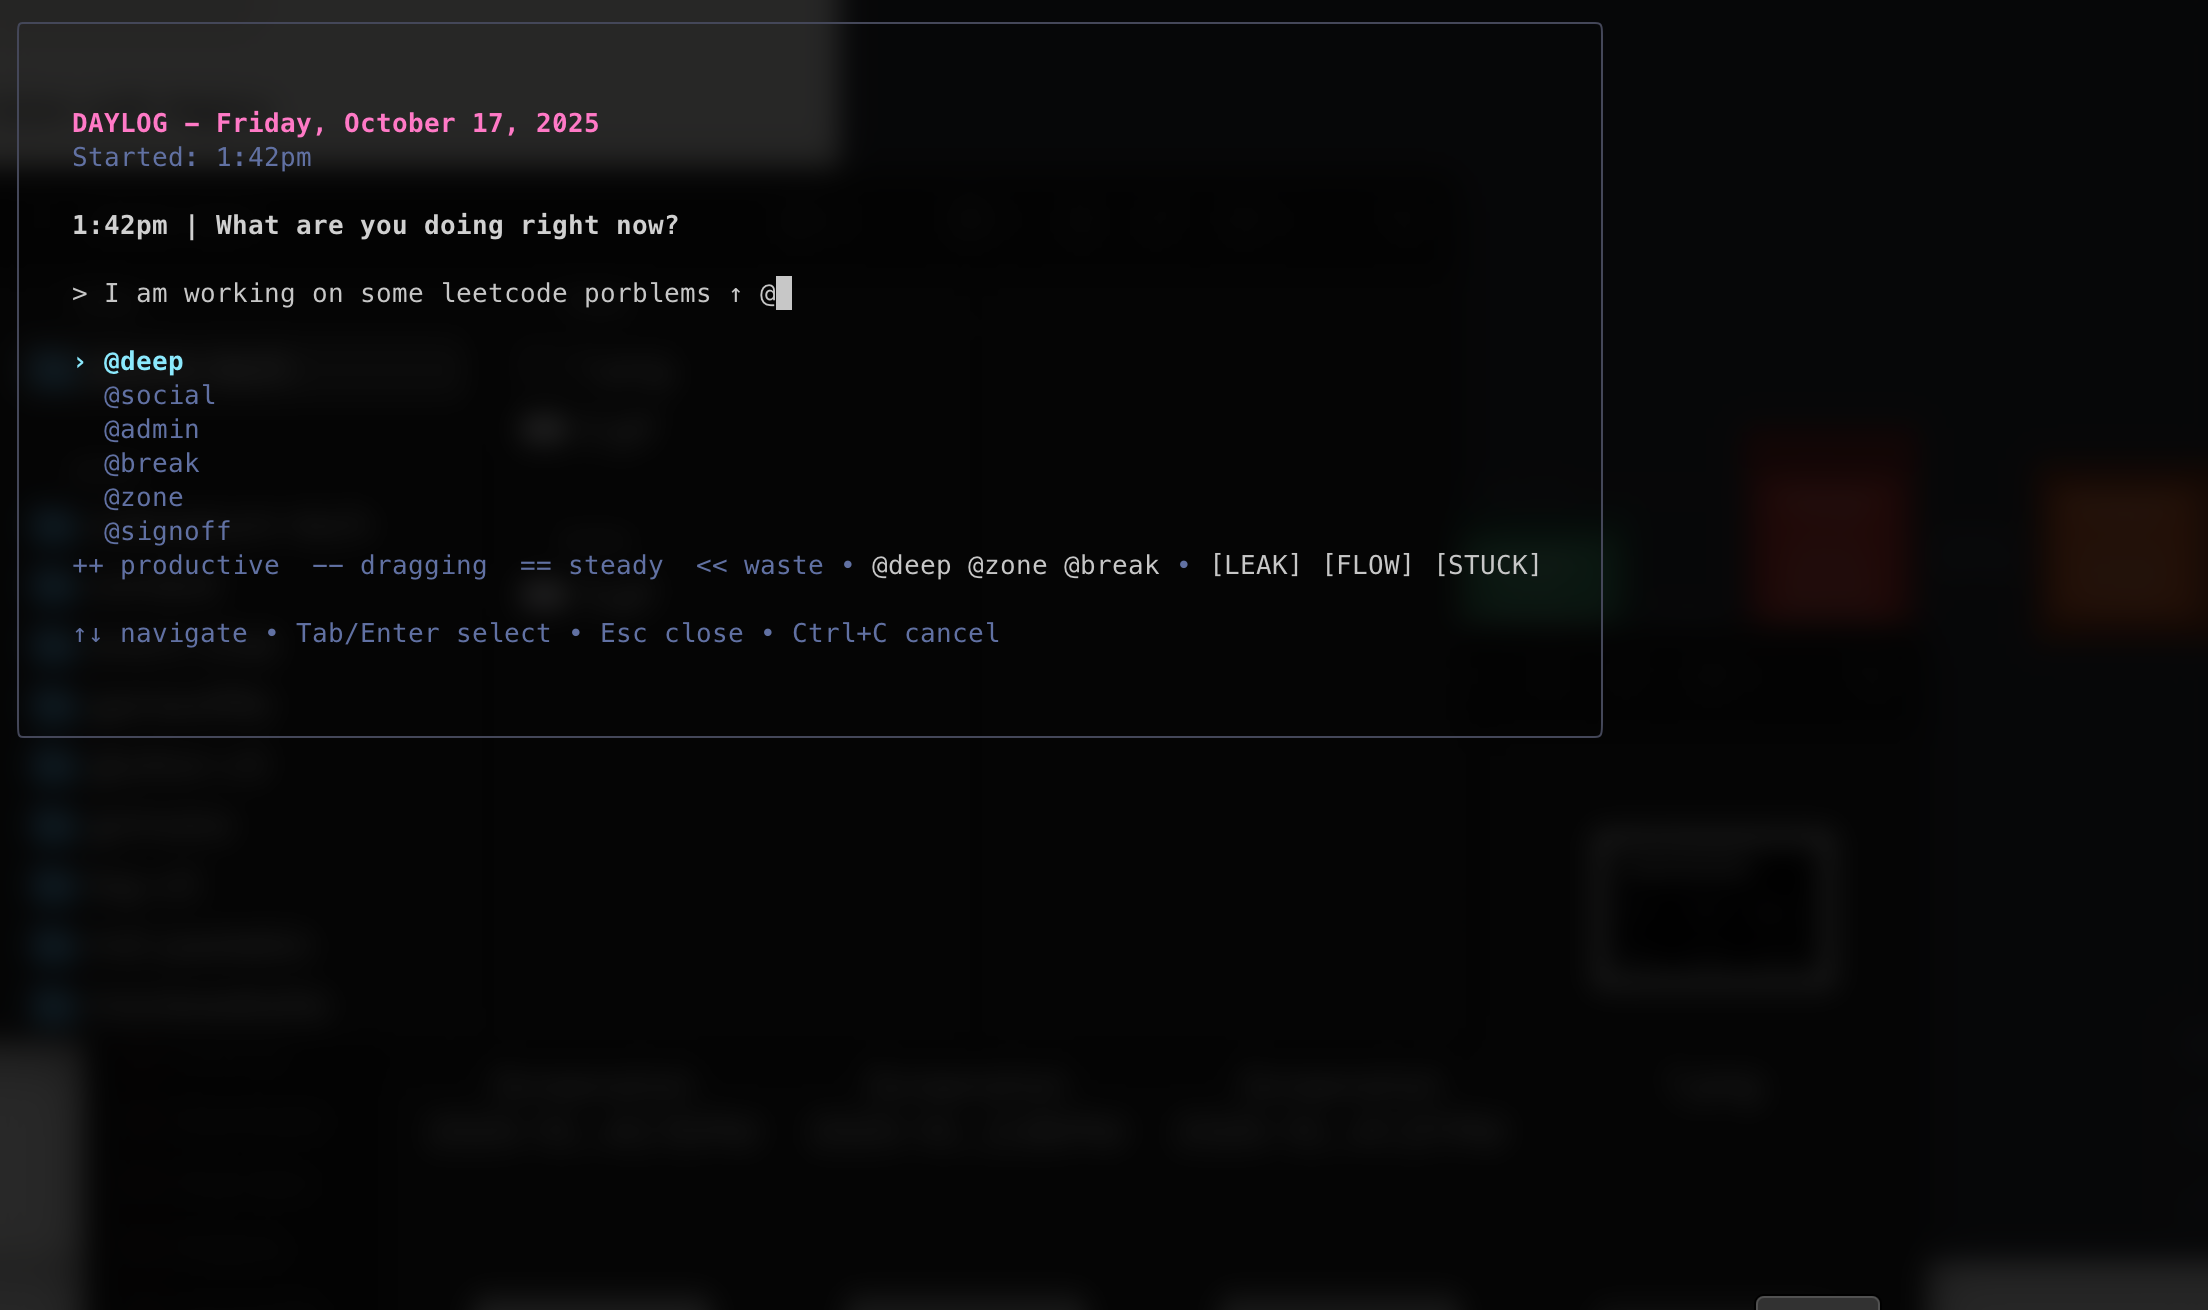 DAYLOG — Friday, October 17, 2025
Started: 1:42pm
1:42pm | What are you doing right now?
> I am working on some leetcode porblems ↑ @
› @deep
@social
@admin
@break
@zone
@signoff
++ productive  -- dragging  == steady  << waste • @deep @zone @break • [LEAK] [FLOW] [STUCK]
↑↓ navigate • Tab/Enter select • Esc close • Ctrl+C cancel